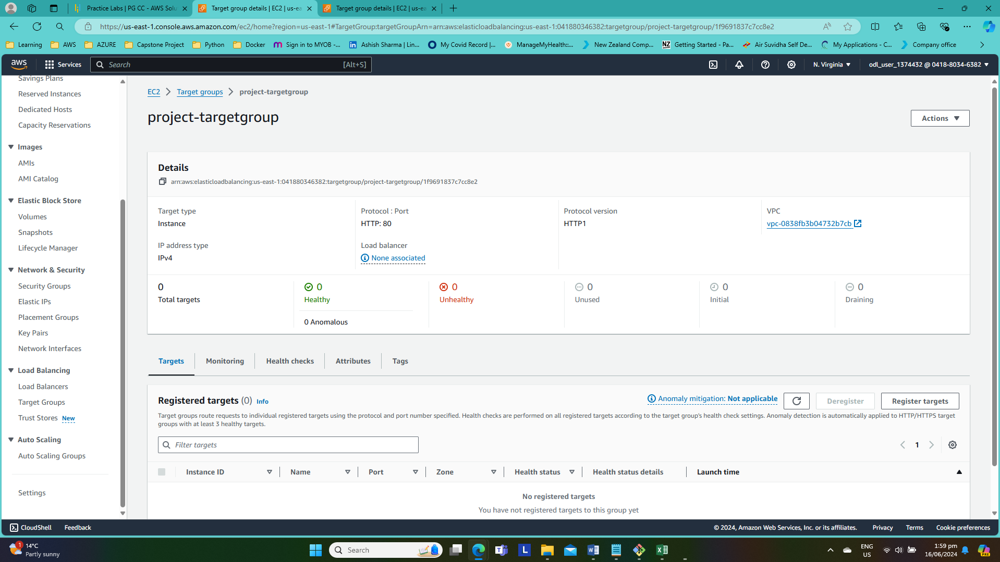 Practice Labs | PG CC - AWS Solu
Target group details | EC2 | us-ea
Target group details | EC2 | us-ea
https://us-east-1.console.aws.amazon.com/ec2/home?region=us-east-1#TargetGroup:targetGroupArn=arn:aws:elasticloadbalancing:us-east-1:041880346382:targetgroup/project-targetgroup/1f9691837c7cc8e2
Learning
AWS
AZURE
Capstone Project
Python
Docker
Sign in to MYOB -...
Ashish Sharma | Lin...
My Covid Record |...
ManageMyHealth::...
New Zealand Comp...
Getting Started - Pa...
Air Suvidha Self De...
My Applications - C...
Company office
aws
Services
Search
[Alt+S]
N. Virginia
odl_user_1374432 @ 0418-8034-6382
Savings Plans
Reserved Instances
Dedicated Hosts
Capacity Reservations
Images
AMIs
AMI Catalog
Elastic Block Store
Volumes
Snapshots
Lifecycle Manager
Network & Security
Security Groups
Elastic IPs
Placement Groups
Key Pairs
Network Interfaces
Load Balancing
Load Balancers
Target Groups
Trust Stores New
Auto Scaling
Auto Scaling Groups
Settings
EC2 > Target groups > project-targetgroup
project-targetgroup
Actions
Details
arn:aws:elasticloadbalancing:us-east-1:041880346382:targetgroup/project-targetgroup/1f9691837c7cc8e2
Target type
Instance
Protocol : Port
HTTP: 80
Protocol version
HTTP1
VPC
vpc-0838fb3b04732b7cb
IP address type
IPv4
Load balancer
None associated
0
Total targets
0
Healthy
0 Anomalous
0
Unhealthy
0
Unused
0
Initial
0
Draining
Targets
Monitoring
Health checks
Attributes
Tags
Registered targets (0) Info
Anomaly mitigation: Not applicable
Deregister
Register targets
Target groups route requests to individual registered targets using the protocol and port number specified. Health checks are performed on all registered targets according to the target group's health check settings. Anomaly detection is automatically applied to HTTP/HTTPS target
groups with at least 3 healthy targets.
Filter targets
1
Instance ID
Name
Port
Zone
Health status
Health status details
Launch time
No registered targets
You have not registered targets to this group yet
CloudShell
Feedback
© 2024, Amazon Web Services, Inc. or its affiliates.
Privacy
Terms
Cookie preferences
1
14°C
Partly sunny
Search
ENG
US
1:59 pm
16/06/2024